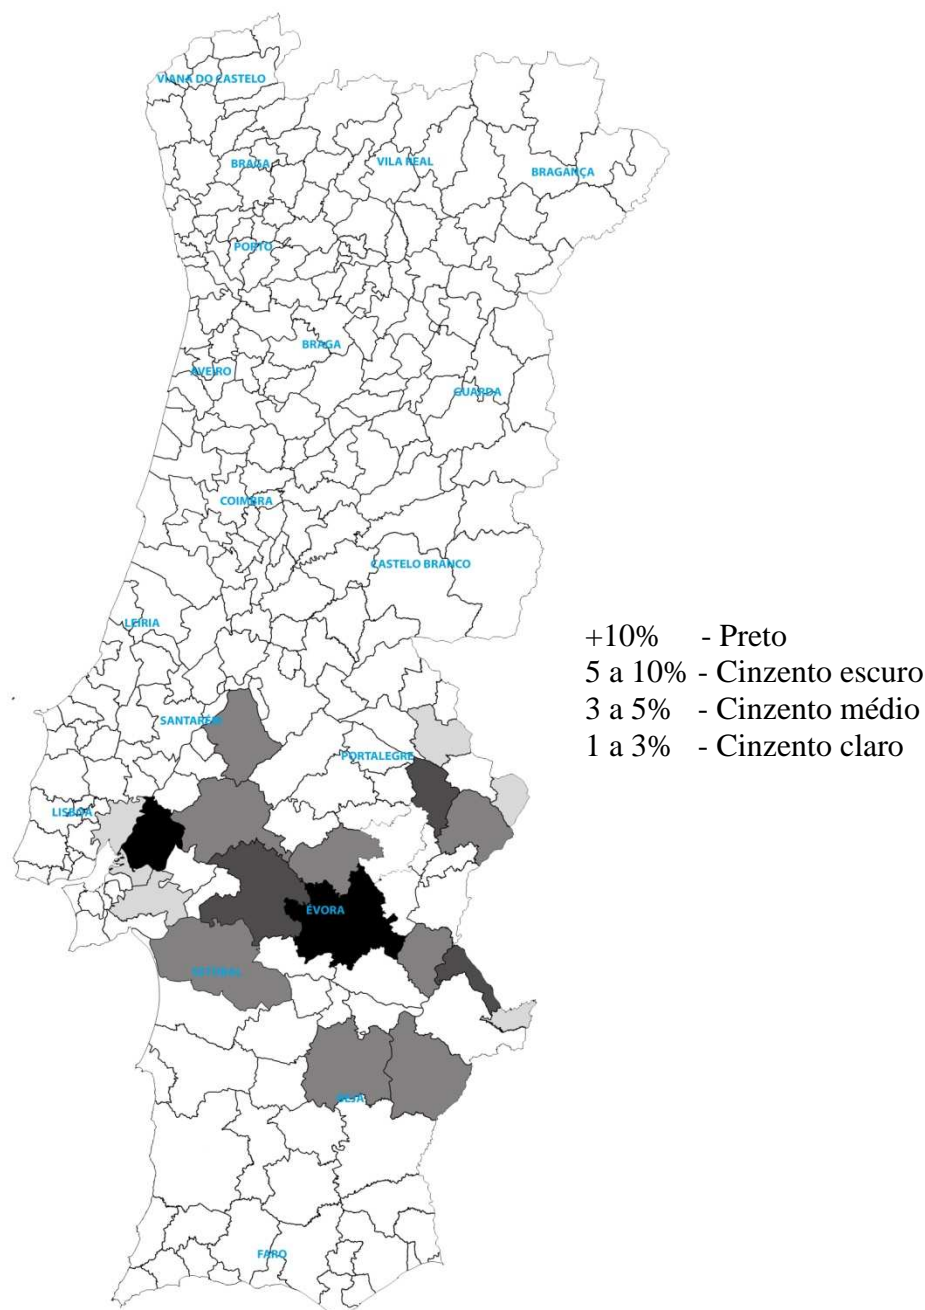 VIANA DO CASTELO
BRAGA
VILA REAL
BRAGANÇA
PORTO
BRAGA
AVEIRO
GUARDA
COIMBRA
CASTELO BRANCO
LEIRIA
+10% - Preto
5 a 10% - Cinzento escuro
3 a 5% - Cinzento médio
1 a 3% - Cinzento claro
SANTARÉM
PORTALEGRE
LISBOA
ÉVORA
SETÚBAL
BEJA
FARO